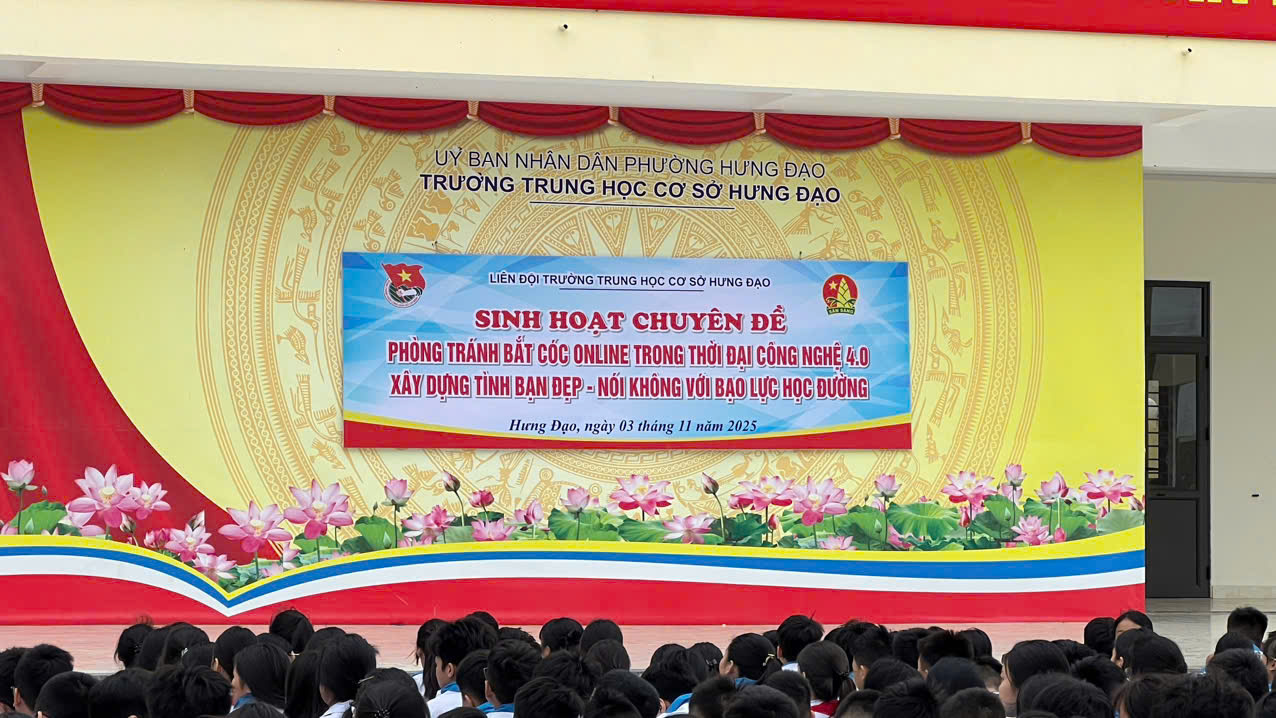 UỶ BAN NHÂN DÂN PHƯỜNG HƯNG ĐẠO
TRƯỜNG TRUNG HỌC CƠ SỞ HƯNG ĐẠO
LIÊN ĐỘI TRƯỜNG TRUNG HỌC CƠ SỞ HƯNG ĐẠO
SẴN SÀNG
SINH HOẠT CHUYÊN ĐỀ
PHÒNG TRÁNH BẮT CÓC ONLINE TRONG THỜI ĐẠI CÔNG NGHỆ 4.0
XÂY DỰNG TÌNH BẠN ĐẸP - NÓI KHÔNG VỚI BẠO LỰC HỌC ĐƯỜNG
Hưng Đạo, ngày 03 tháng 11 năm 2025